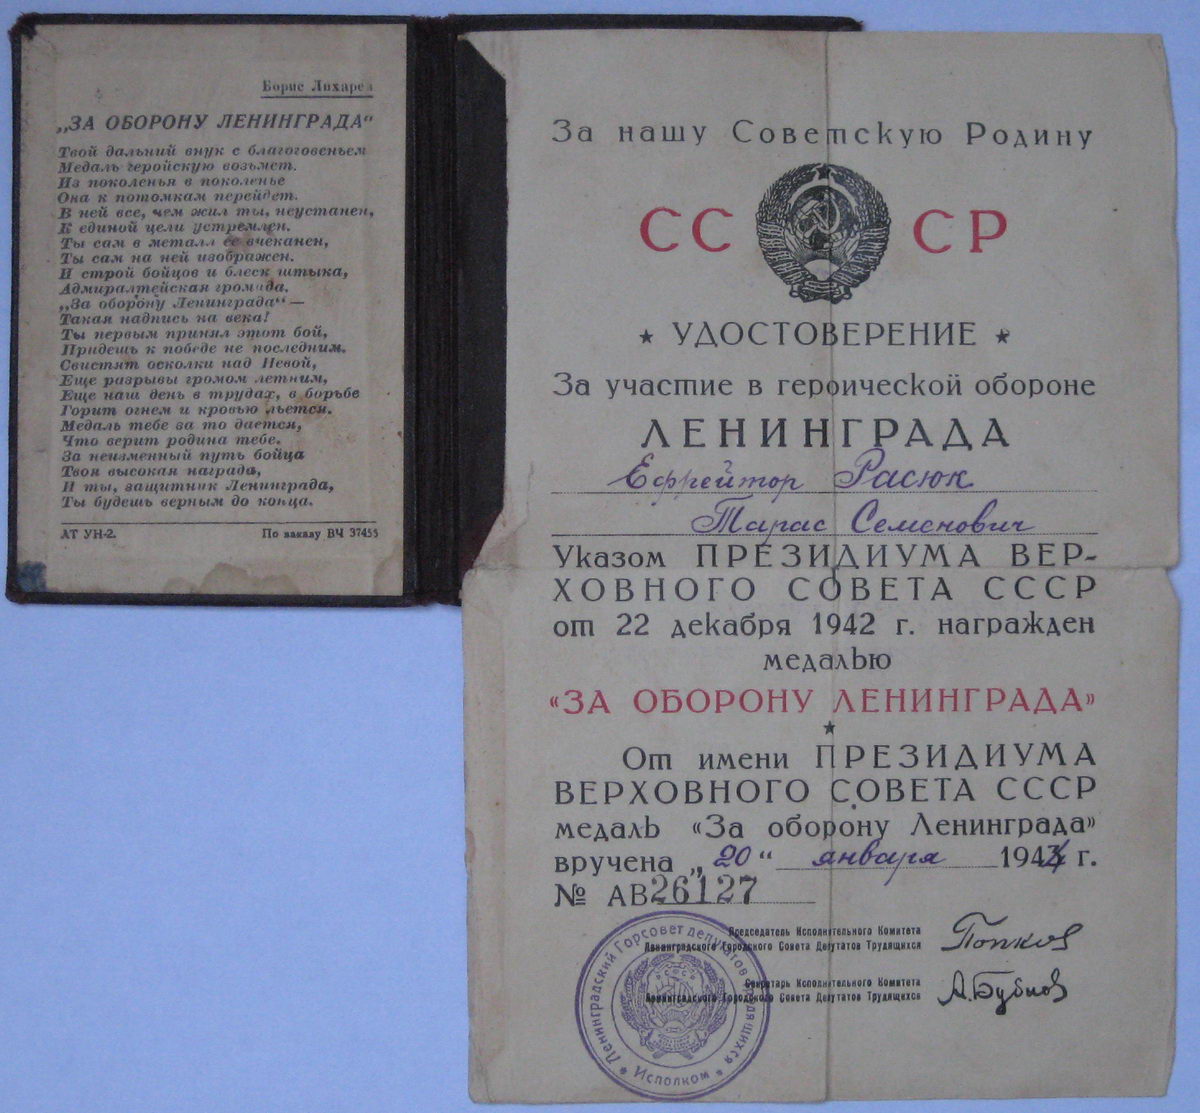 Борис Лихарев
„ЗА ОБОРОНУ ЛЕНИНГРАДА“
Твой дальний внук с благоговеньем
Медаль геройскую возьмет.
Из поколенья в поколенье
Она к потомкам перейдет.
В ней все, чем жил ты, неустанен,
К единой цели устремлен.
Ты сам в металл ее вчеканен,
Ты сам на ней изображен.
И строй бойцов и блеск штыка,
Адмиралтейская громада.
„За оборону Ленинграда“ —
Такая надпись на века!
Ты первым принял этот бой,
Придешь к победе не последним.
Свистят осколки над Невой,
Еще разрывы громом летним,
Еще наш день в трудах, в борьбе
Горит огнем и кровью льется.
Медаль тебе за то дается,
Что верит родина тебе.
За неизменный путь бойца
Твоя высокая награда,
И ты, защитник Ленинграда,
Ты будешь верным до конца.
АТ УН-2. По заказу ВЧ 37455
За нашу Советскую Родину
СС СР
★ УДОСТОВЕРЕНИЕ ★
За участие в героической обороне
ЛЕНИНГРАДА
Ефрейтор Расюк
Тарас Семенович
Указом ПРЕЗИДИУМА ВЕР-
ХОВНОГО СОВЕТА СССР
от 22 декабря 1942 г. награжден
медалью
«ЗА ОБОРОНУ ЛЕНИНГРАДА»
★
От имени ПРЕЗИДИУМА
ВЕРХОВНОГО СОВЕТА СССР
медаль «За оборону Ленинграда»
вручена „20“ января 1944 г.
№ АВ26127
Председатель Исполнительного Комитета
Ленинградского Городского Совета Депутатов Трудящихся
Попков
Секретарь Исполнительного Комитета
Ленинградского Городского Совета Депутатов Трудящихся
А.Бубнов
Ленинградский Горсовет депутатов трудящихся
★ Исполком ★